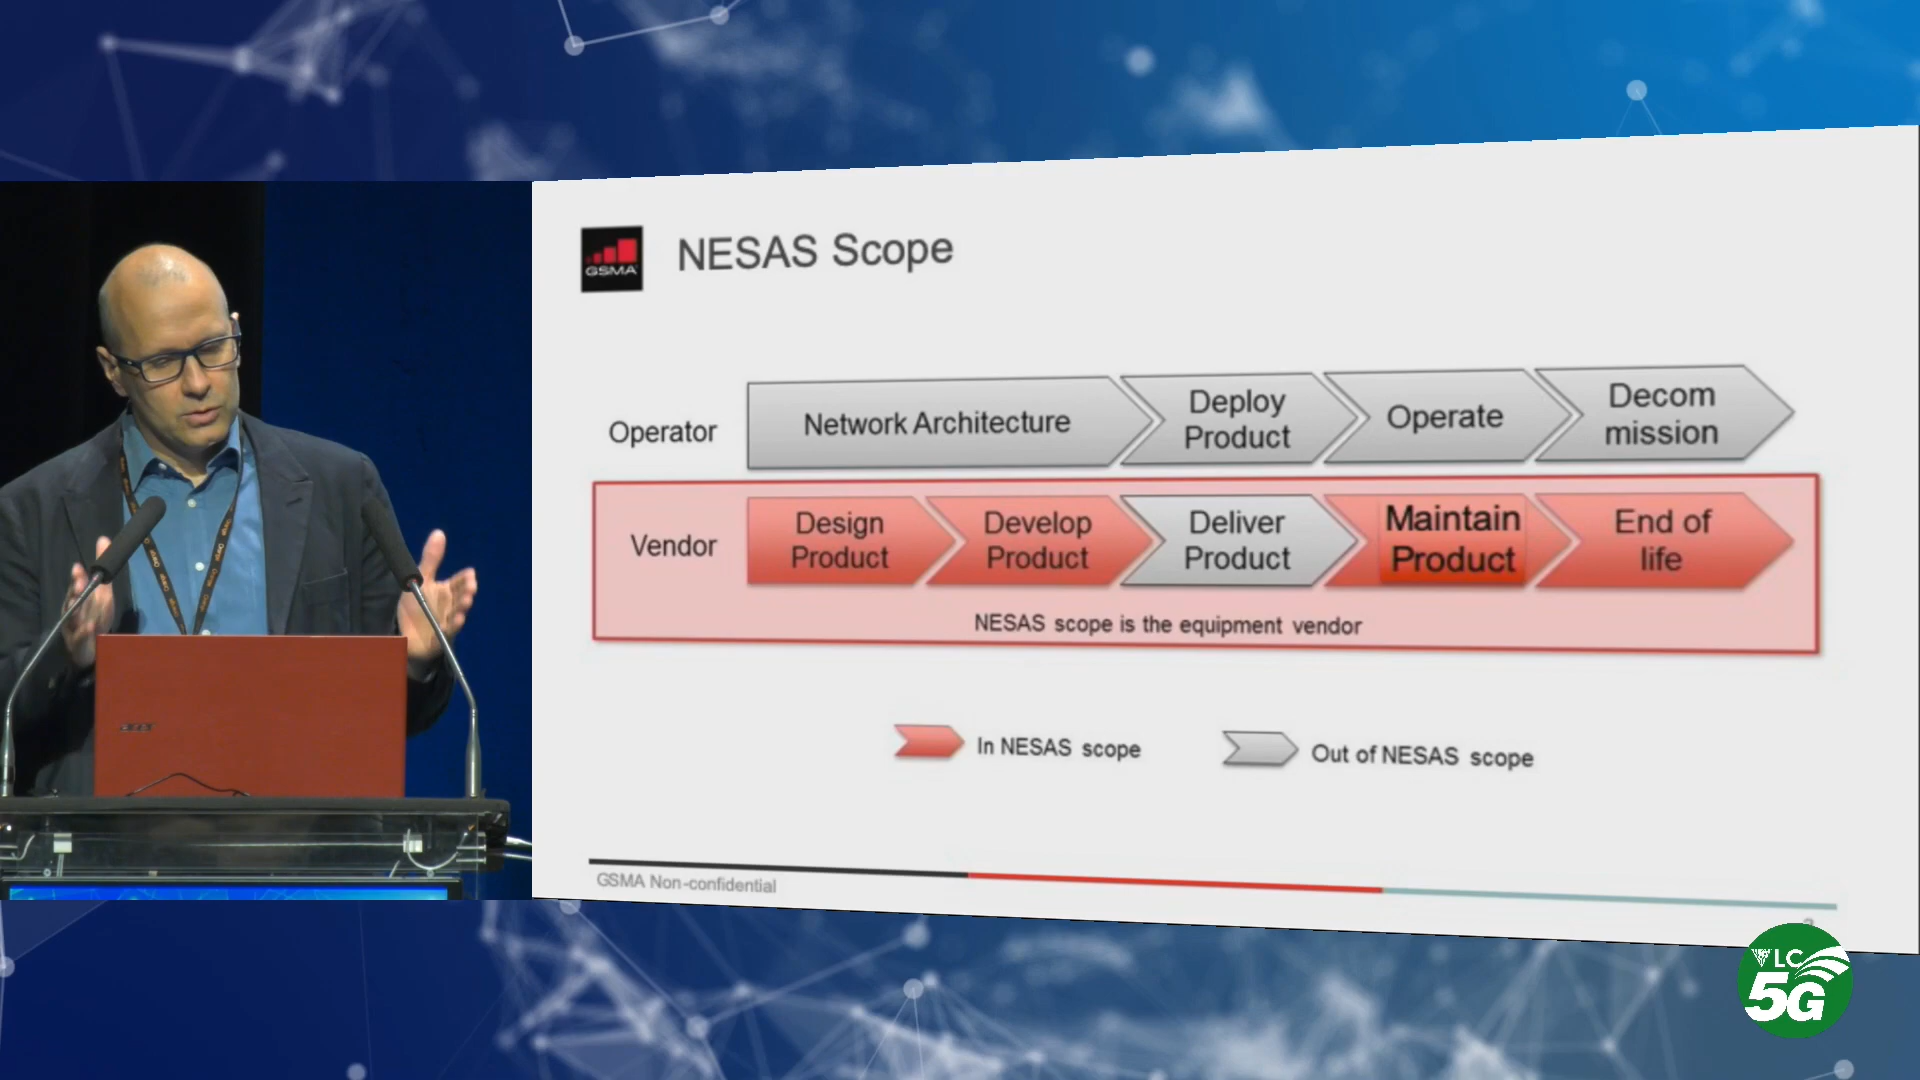 GSMA
NESAS Scope
Operator
Network Architecture
Deploy
Product
Operate
Decom
mission
Vendor
Design
Product
Develop
Product
Deliver
Product
Maintain
Product
End of
life
NESAS scope is the equipment vendor
In NESAS scope
Out of NESAS scope
GSMA Non-confidential
acer
VLC
5G